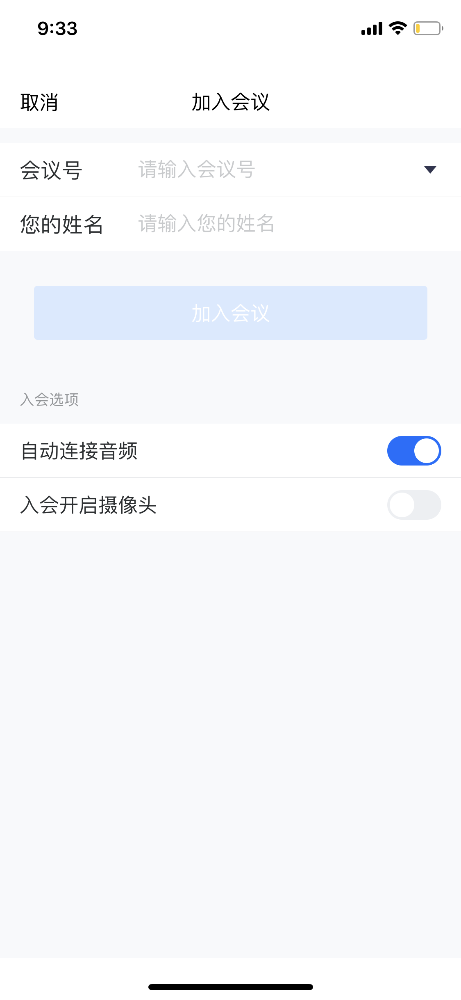 9:33
取消
加入会议
会议号 请输入会议号
您的姓名 请输入您的姓名
加入会议
入会选项
自动连接音频
入会开启摄像头